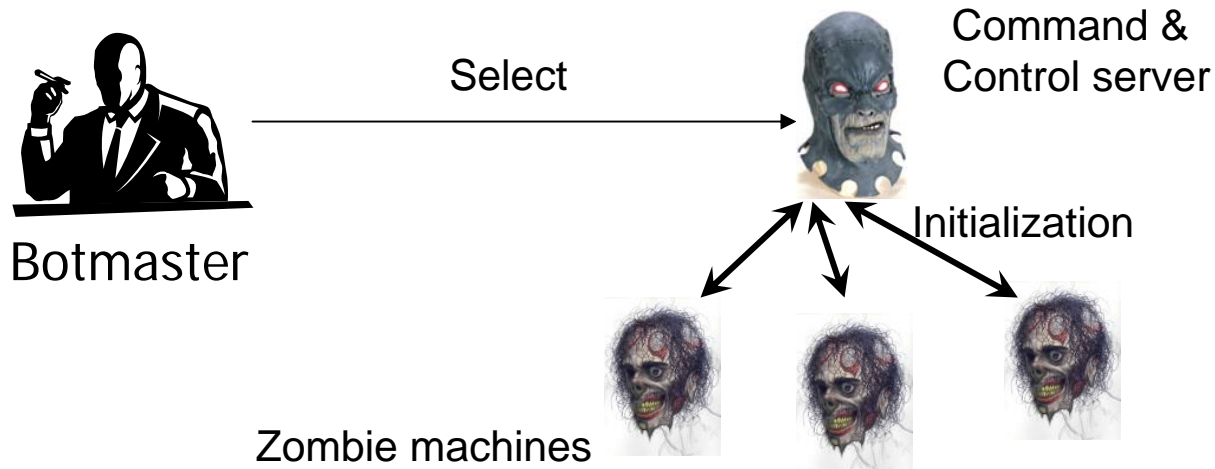 Command &
Control server
Select
Initialization
Botmaster
Zombie machines